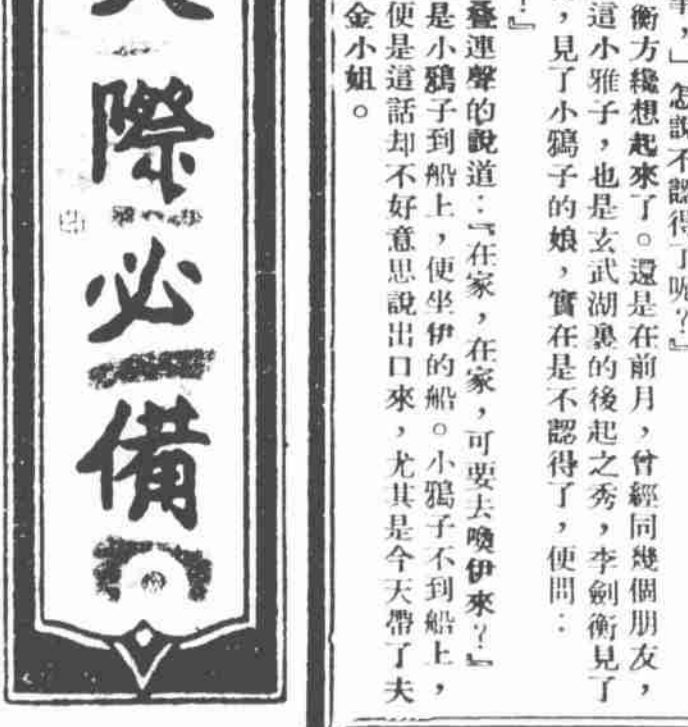 ,」怎說不認得了呢?』
衡方纔想起來了。還是在前月,曾經同幾個朋友,
這小雅子,也是玄武湖裏的後起之秀,李劍衡見了
,見了小鴉子的娘,實在是不認得了,便問:
?』
疊連聲的說道:『在家,在家,可要去喚伊來?』
是小鴉子到船上,便坐伊的船。小鴉子不到船上,
便是這話却不好意思說出口來,尤其是今天帶了夫
金小姐。
際必備